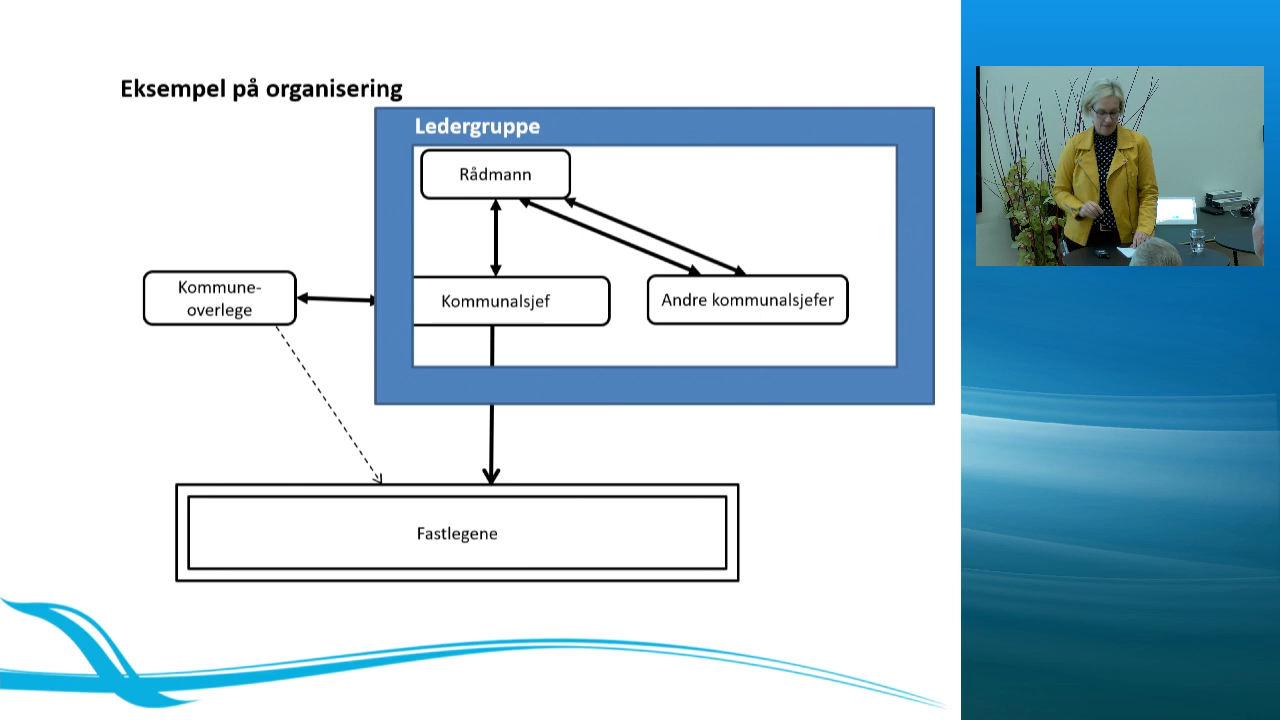 Eksempel på organisering
Ledergruppe
Rådmann
Kommune-
overlege
Kommunalsjef
Andre kommunalsjefer
Fastlegene